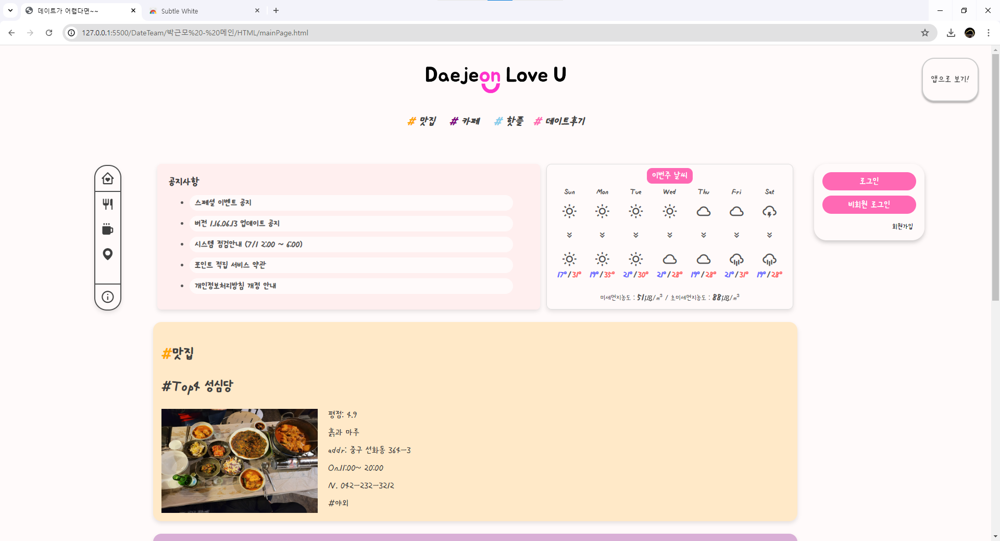 데이트가 어렵다면~~
Subtle White
127.0.0.1:5500/DateTeam/박근모%20-%20메인/HTML/mainPage.html
Daejeon Love U
앱으로 보기!
# 맛집 # 카페 # 핫플 # 데이트후기
공지사항
스페셜 이벤트 공지
버전 1.16.06.13 업데이트 공지
시스템 점검안내 (7/1 2:00 ~ 6:00)
포인트 적집 서비스 약관
개인정보처리방침 개정 안내
이번주 날씨
Sun Mon Tue Wed Thu Fri Sat
17°/31° 19°/35° 21°/30° 21°/28° 19°/28° 21°/31° 19°/28°
미세먼지농도 : 51㎍/m³ / 초미세먼지농도 : 88㎍/m³
로그인
비회원 로그인
회원가입
#맛집
#Top4 성심당
평점: 4.9
흙과 마루
addr: 중구 선화동 364-3
On.11:00~ 20:00
N. 042-232-3212
#야외